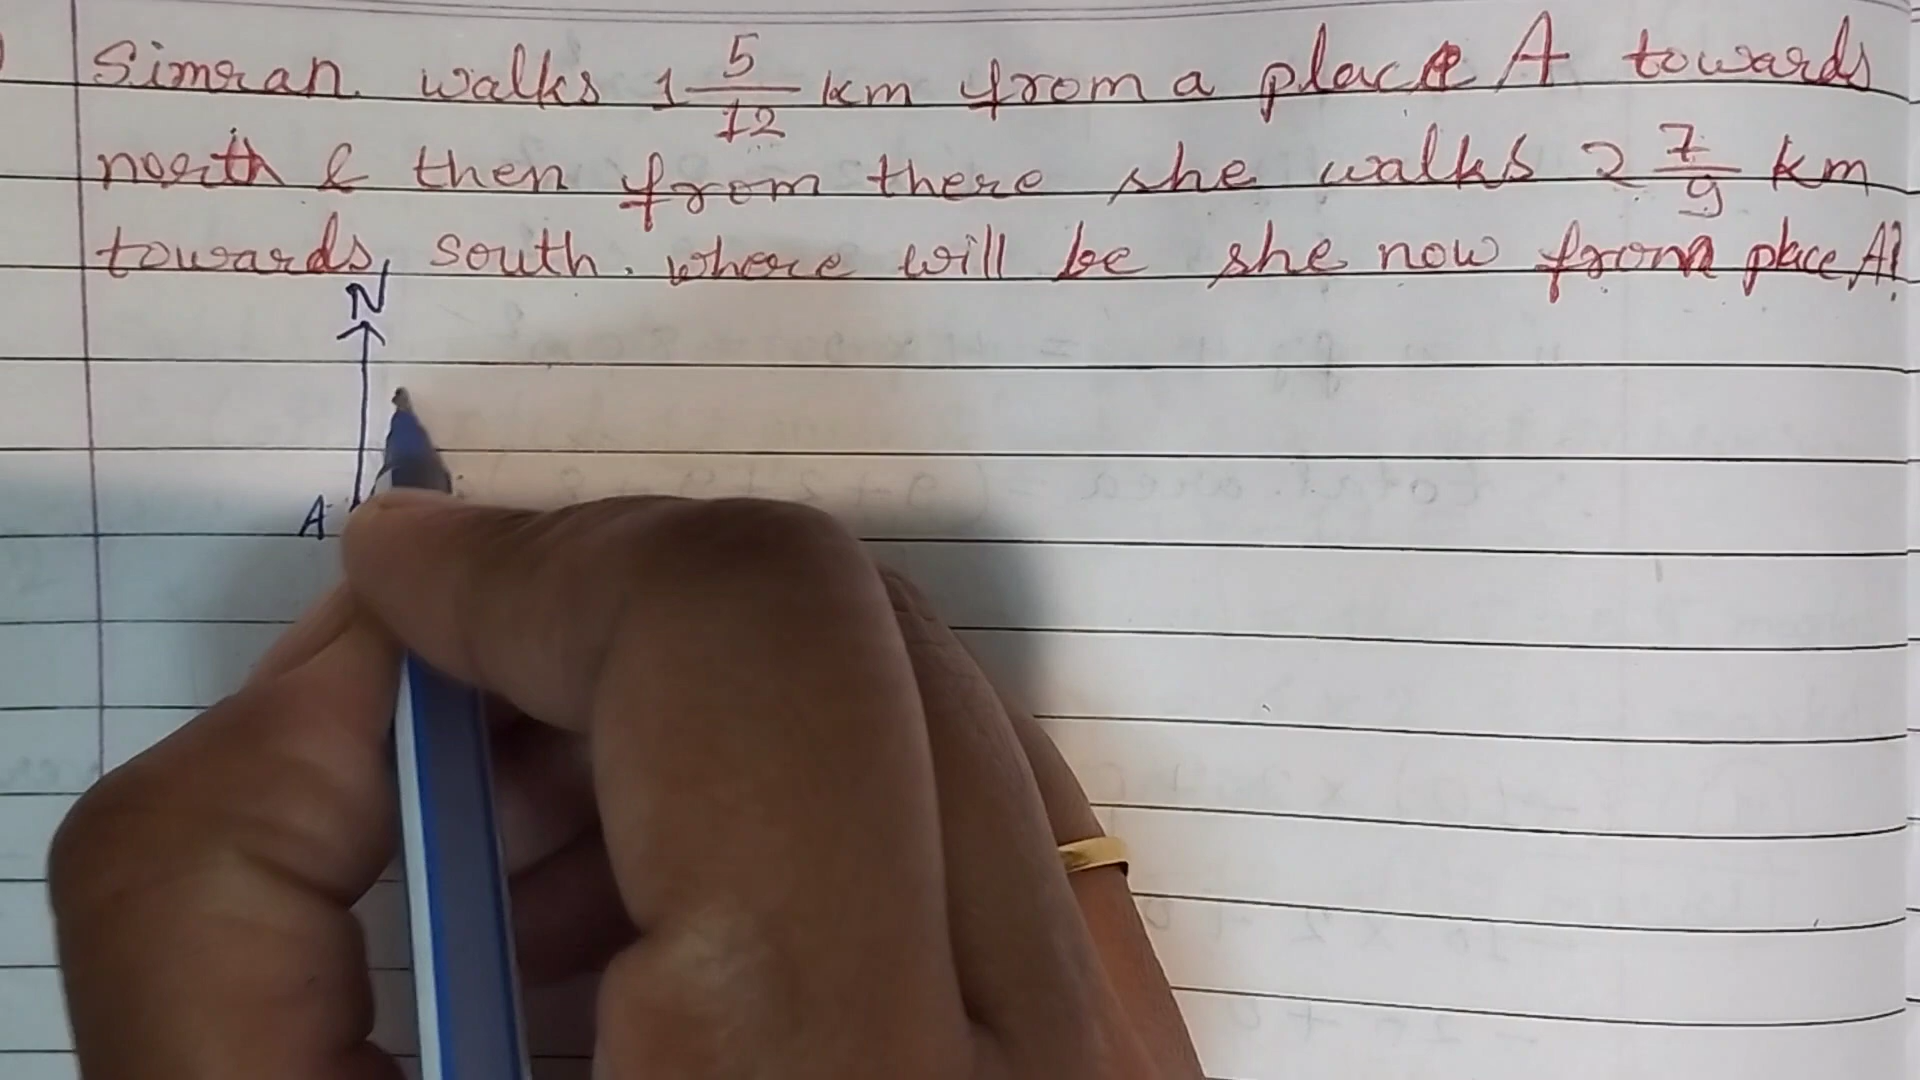 Simran walks 1 5/12 km from a place A towards
north & then from there she walks 2 7/9 km
towards, south. where will be she now from place A?
N
A